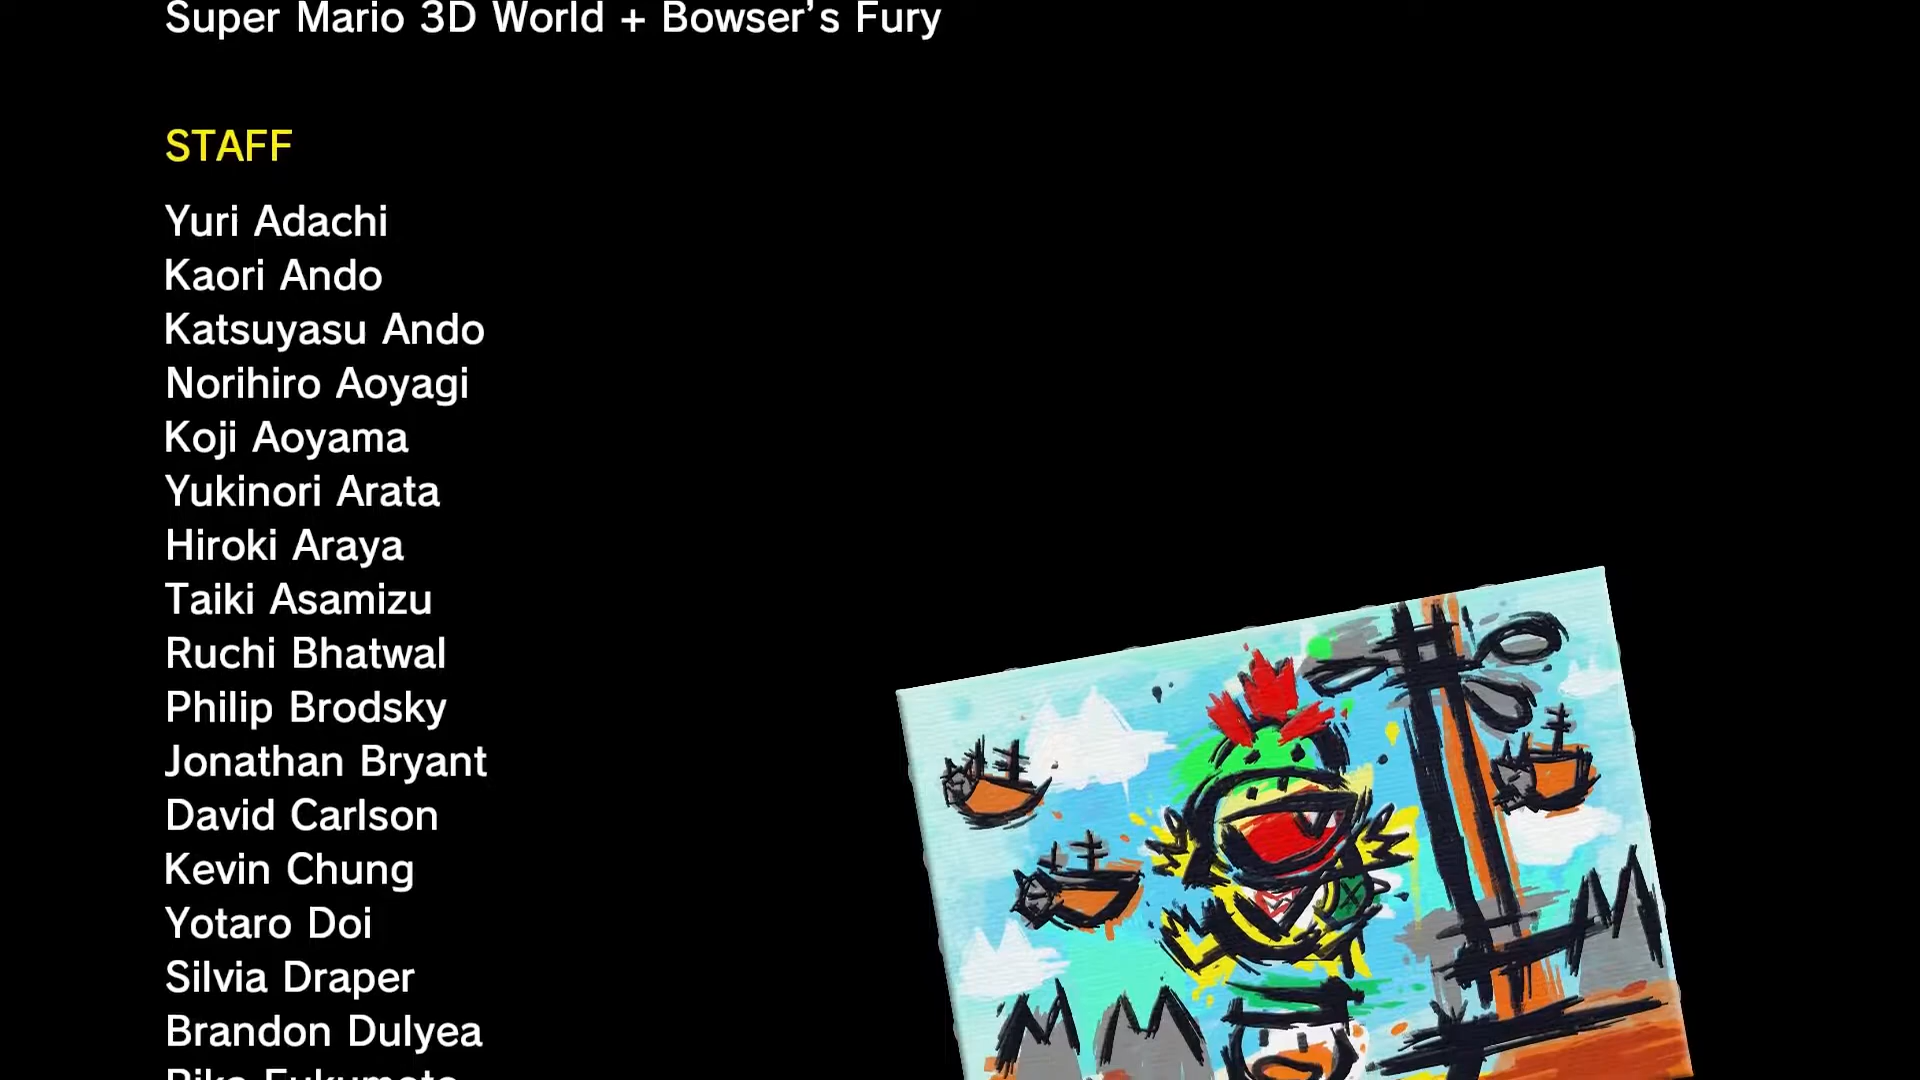 Super Mario 3D World + Bowser’s Fury
STAFF
Yuri Adachi
Kaori Ando
Katsuyasu Ando
Norihiro Aoyagi
Koji Aoyama
Yukinori Arata
Hiroki Araya
Taiki Asamizu
Ruchi Bhatwal
Philip Brodsky
Jonathan Bryant
David Carlson
Kevin Chung
Yotaro Doi
Silvia Draper
Brandon Dulyea